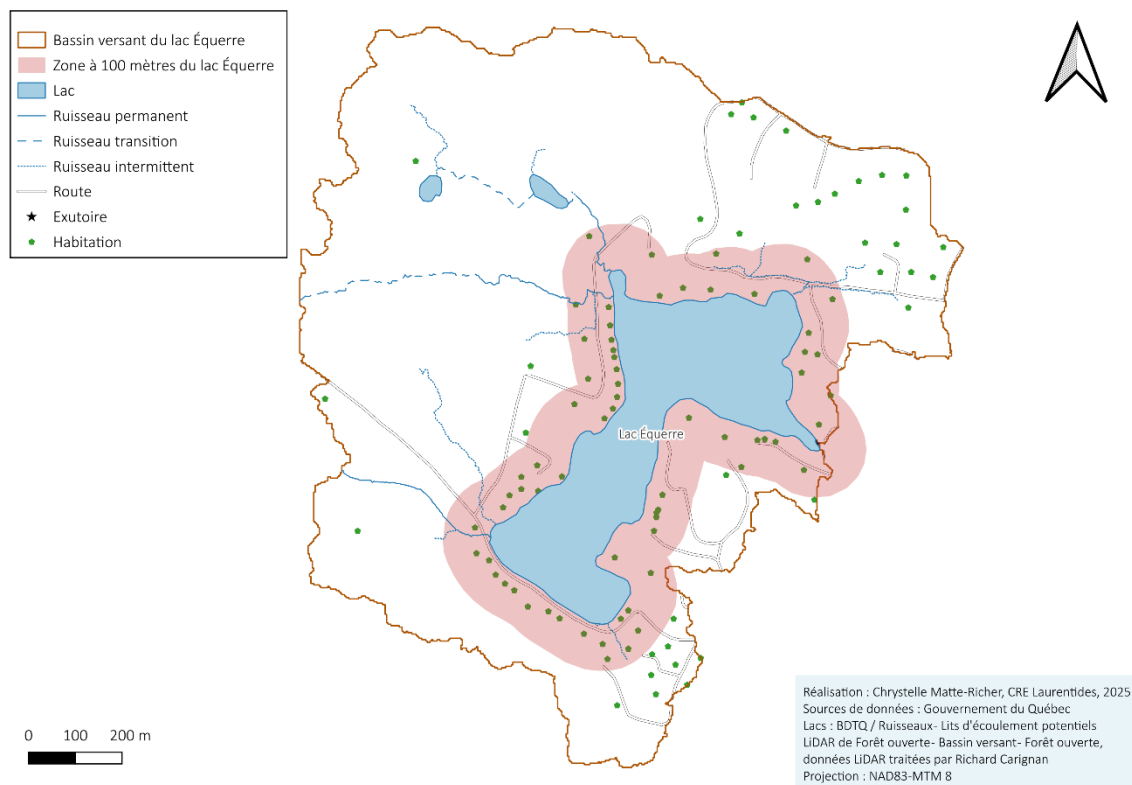 Bassin versant du lac Équerre
Zone à 100 mètres du lac Équerre
Lac
Ruisseau permanent
Ruisseau transition
Ruisseau intermittent
Route
Exutoire
Habitation
Lac Équerre
0 100 200 m
Réalisation : Chrystelle Matte-Richer, CRE Laurentides, 2025
Sources de données : Gouvernement du Québec
Lacs : BDTQ / Ruisseaux- Lits d'écoulement potentiels
LiDAR de Forêt ouverte- Bassin versant- Forêt ouverte,
données LiDAR traitées par Richard Carignan
Projection : NAD83-MTM 8